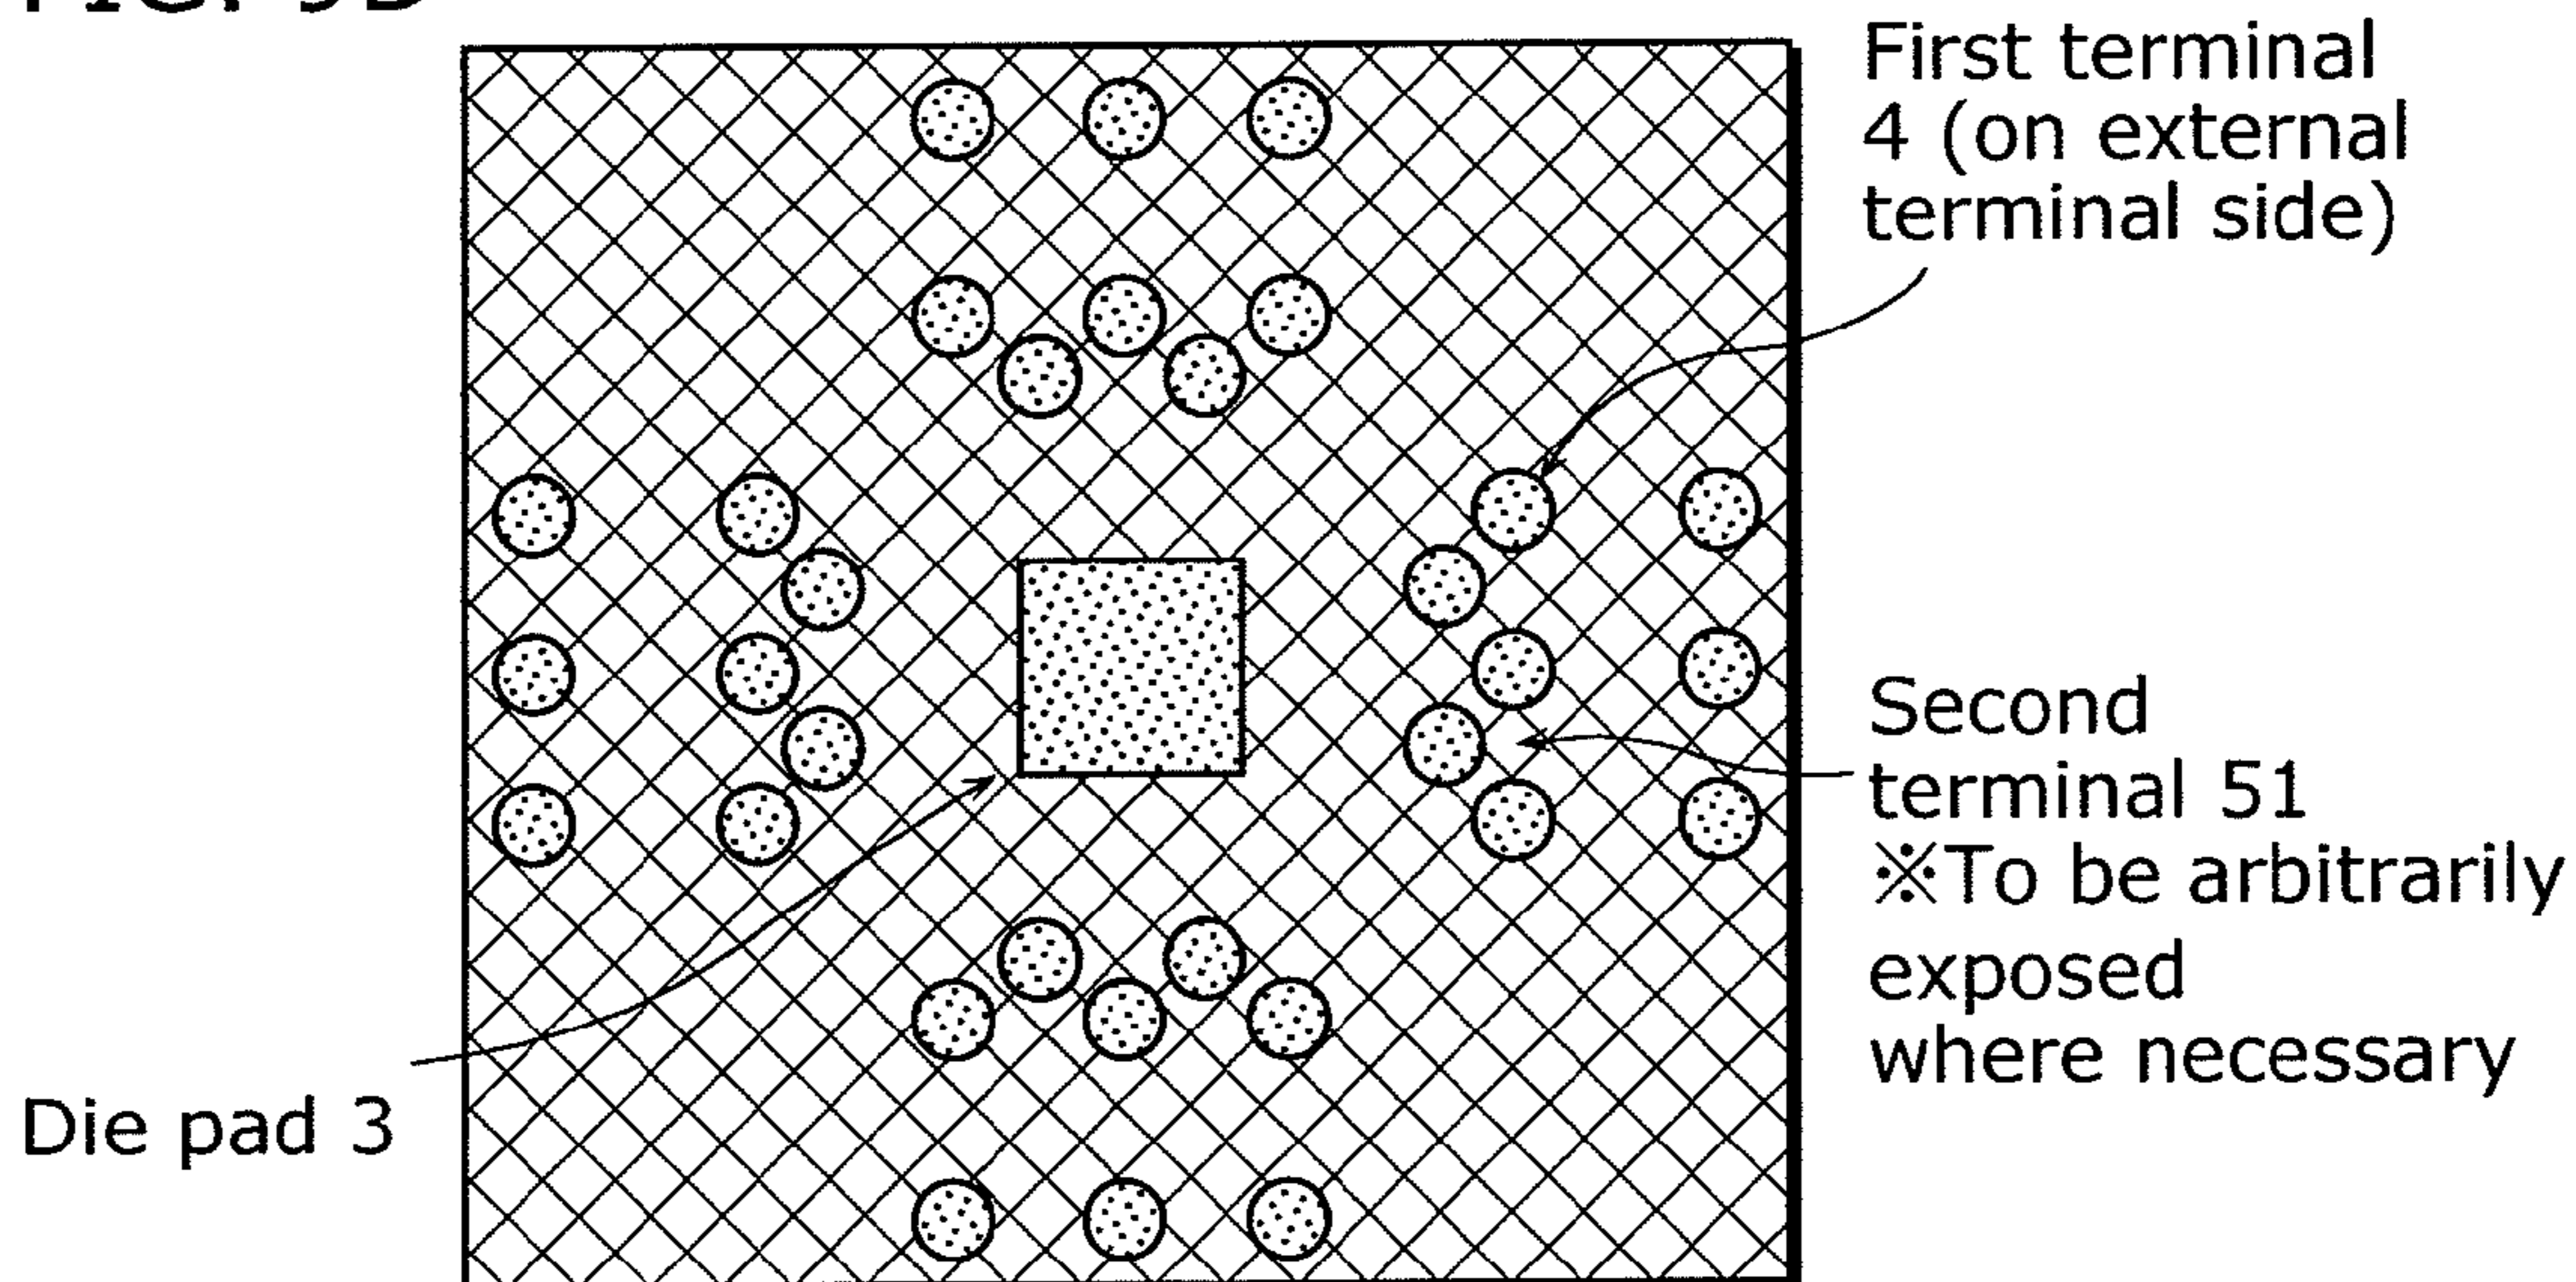 First terminal
4 (on external
terminal side)
Second
terminal 51
※To be arbitrarily
exposed
where necessary
Die pad 3